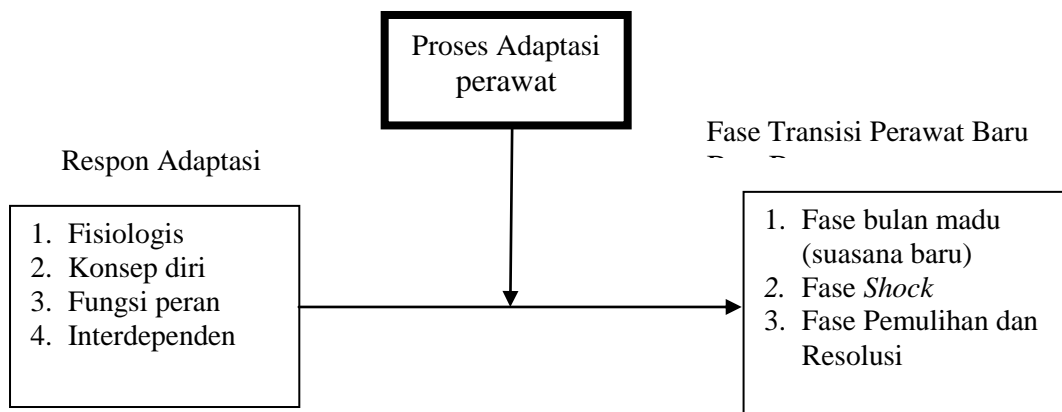 Proses Adaptasi
perawat
Fase Transisi Perawat Baru
Respon Adaptasi
1. Fisiologis
2. Konsep diri
3. Fungsi peran
4. Interdependen
1. Fase bulan madu
(suasana baru)
2. Fase Shock
3. Fase Pemulihan dan
Resolusi